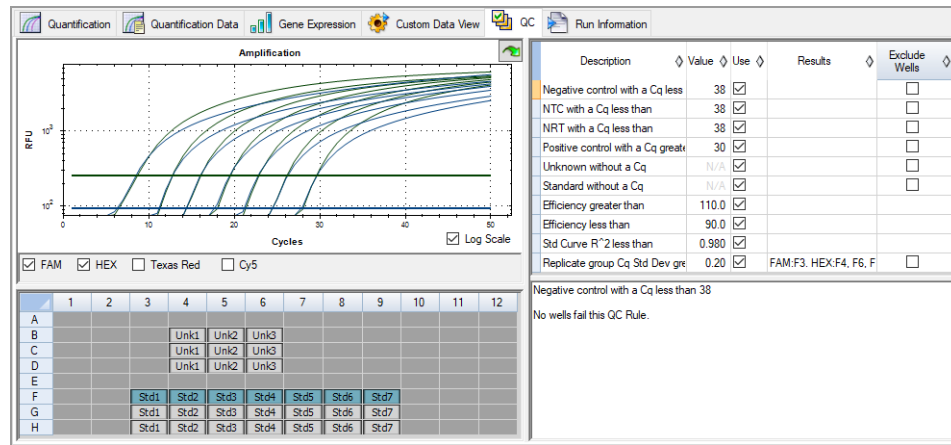 Quantification Quantification Data Gene Expression Custom Data View QC Run Information
Amplification
10³
10²
RFU
0 10 20 30 40 50
Cycles
Log Scale
FAM HEX Texas Red Cy5
1 2 3 4 5 6 7 8 9 10 11 12
A
B Unk1 Unk2 Unk3
C Unk1 Unk2 Unk3
D Unk1 Unk2 Unk3
E
F Std1 Std2 Std3 Std4 Std5 Std6 Std7
G Std1 Std2 Std3 Std4 Std5 Std6 Std7
H Std1 Std2 Std3 Std4 Std5 Std6 Std7
Description Value Use Results Exclude
Wells
Negative control with a Cq less 38
NTC with a Cq less than 38
NRT with a Cq less than 38
Positive control with a Cq greate 30
Unknown without a Cq N/A
Standard without a Cq N/A
Efficiency greater than 110.0
Efficiency less than 90.0
Std Curve R^2 less than 0.980
Replicate group Cq Std Dev gre 0.20 FAM:F3. HEX:F4, F6, F
Negative control with a Cq less than 38
No wells fail this QC Rule.